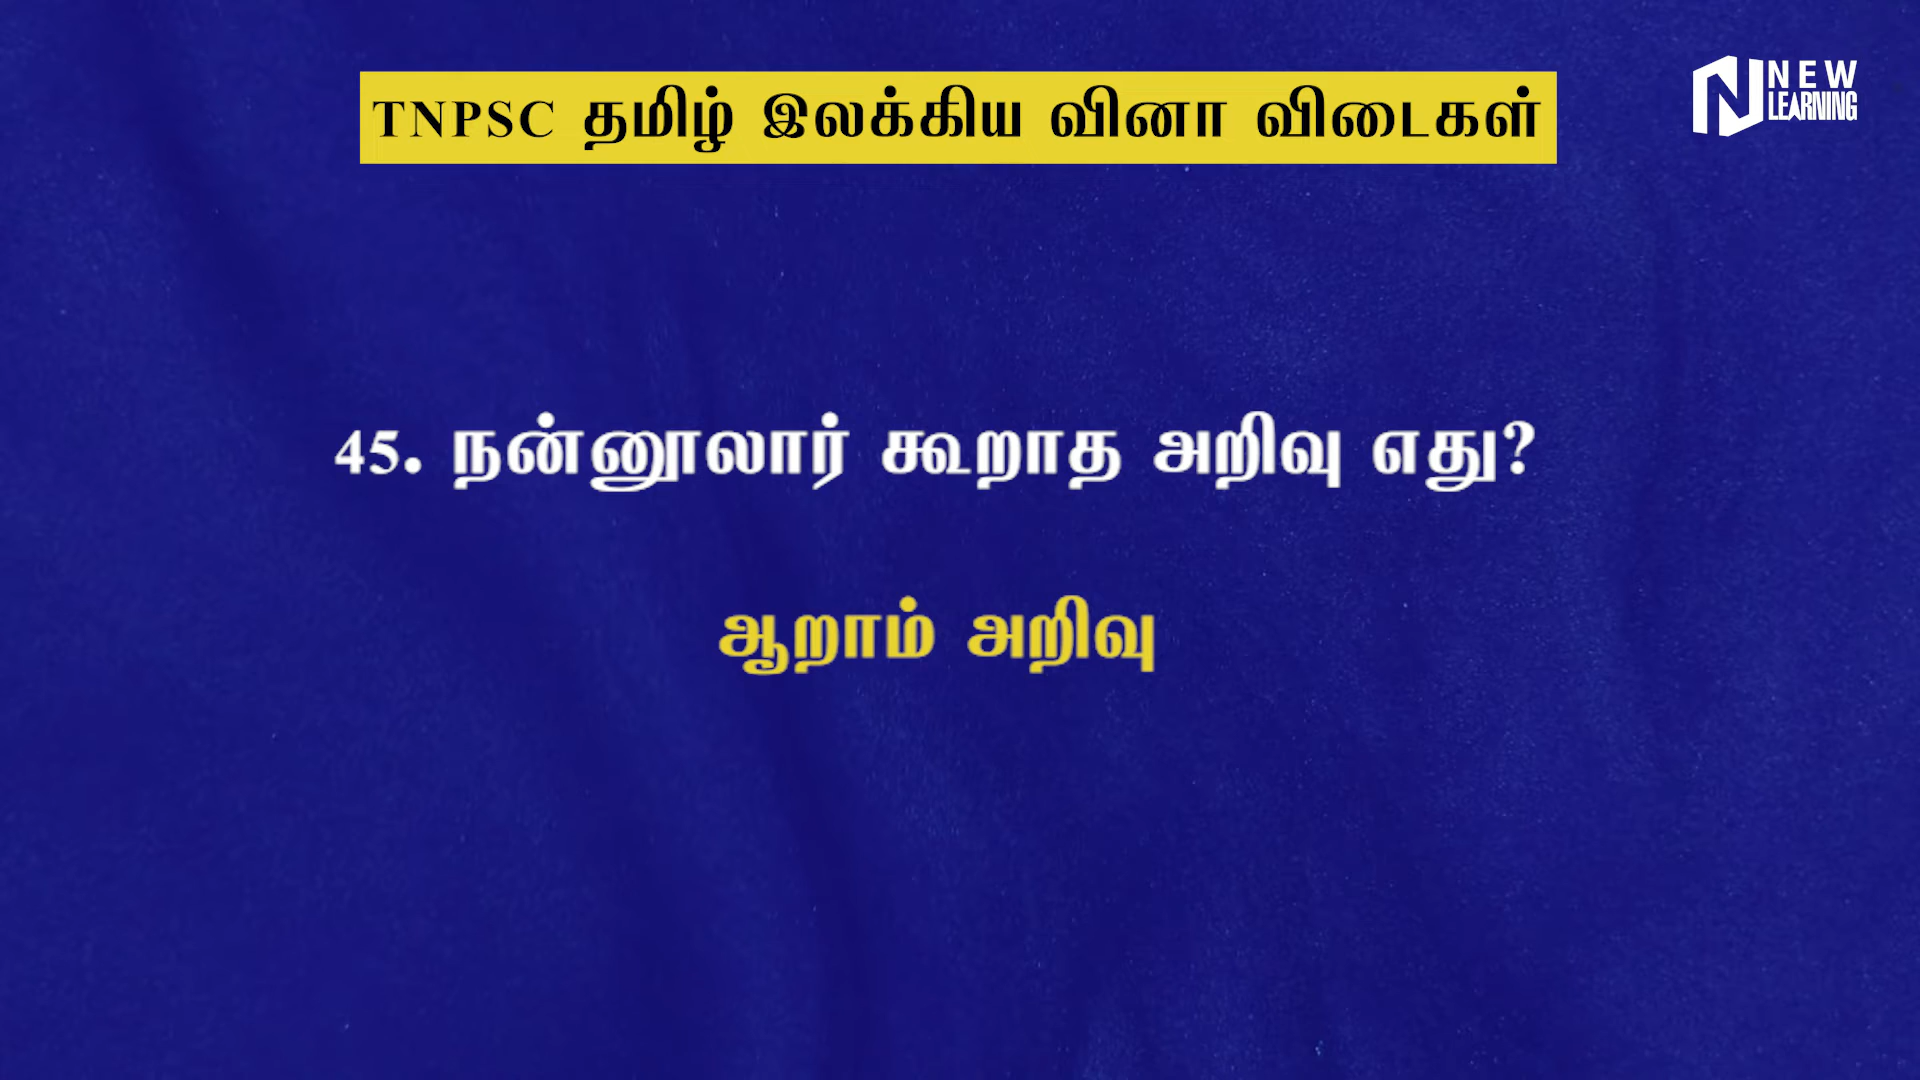 TNPSC தமிழ் இலக்கிய வினா விடைகள்
NEW
LEARNING
45. நன்னூலார் கூறாத அறிவு எது?
ஆறாம் அறிவு